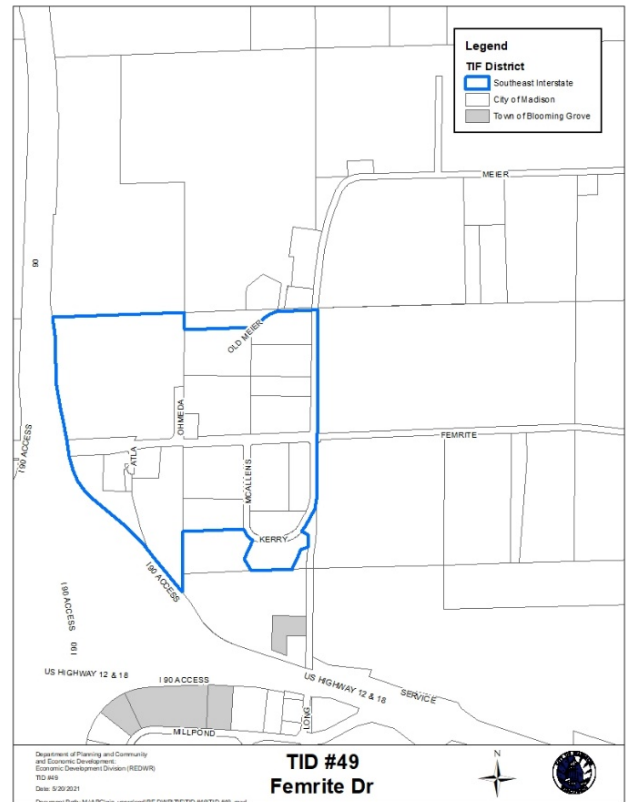 Legend
TIF District
Southeast Interstate
City of Madison
Town of Blooming Grove
MEIER
90
OLD MEIER
OHMEDA
I 90 ACCESS
FEMRITE
ATLA
MCALLENS
KERRY
I 90 ACCESS
I 90 ACCESS
I90
US HIGHWAY 12 & 18
I 90 ACCESS
US HIGHWAY 12 & 18
SERVICE
LONG
MILLPOND
Department of Planning and Community
and Economic Development:
Economic Development Division (REDWR)
TID #49
Date: 5/20/2021
TID #49
Femrite Dr
N